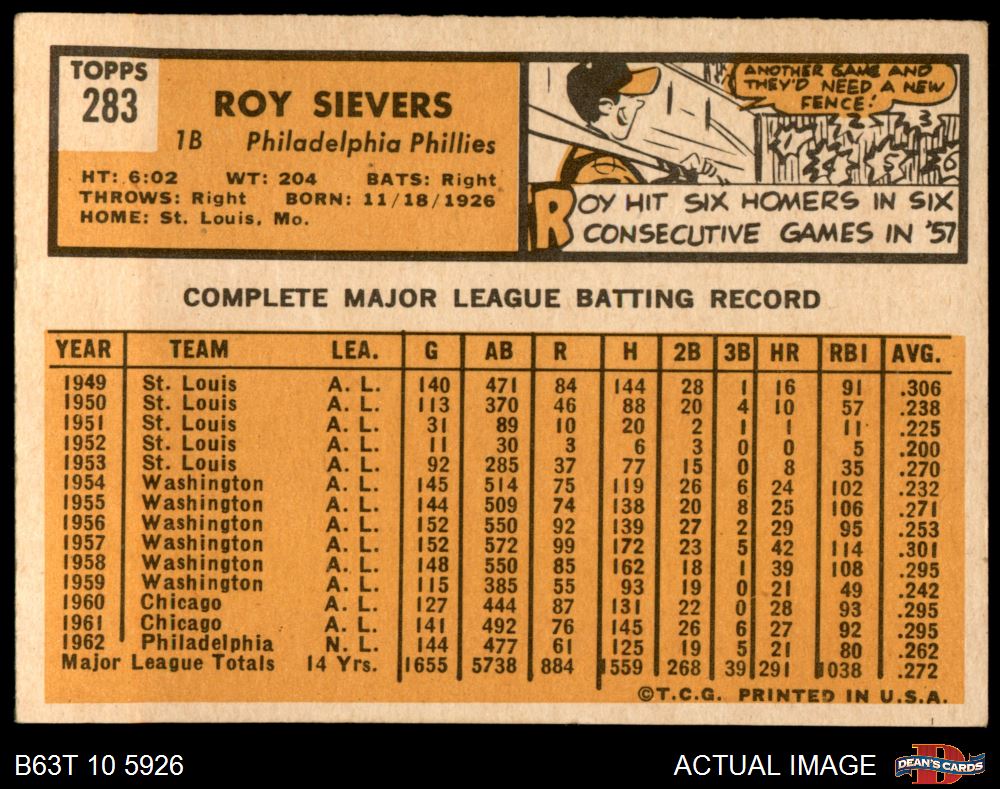 TOPPS
283
ROY SIEVERS
1B Philadelphia Phillies
HT: 6:02 WT: 204 BATS: Right
THROWS: Right BORN: 11/18/1926
HOME: St. Louis, Mo.
ANOTHER GAME AND
THEY'D NEED A NEW
FENCE!
ROY HIT SIX HOMERS IN SIX
CONSECUTIVE GAMES IN '57
COMPLETE MAJOR LEAGUE BATTING RECORD
YEAR TEAM LEA. G AB R H 2B 3B HR RBI AVG.
1949 St. Louis A. L. 140 471 84 144 28 1 16 91 .306
1950 St. Louis A. L. 113 370 46 88 20 4 10 57 .238
1951 St. Louis A. L. 31 89 10 20 2 1 1 11 .225
1952 St. Louis A. L. 11 30 3 6 3 0 0 5 .200
1953 St. Louis A. L. 92 285 37 77 15 0 8 35 .270
1954 Washington A. L. 145 514 75 119 26 6 24 102 .232
1955 Washington A. L. 144 509 74 138 20 8 25 106 .271
1956 Washington A. L. 152 550 92 139 27 2 29 95 .253
1957 Washington A. L. 152 572 99 172 23 5 42 114 .301
1958 Washington A. L. 148 550 85 162 18 1 39 108 .295
1959 Washington A. L. 115 385 55 93 19 0 21 49 .242
1960 Chicago A. L. 127 444 87 131 22 0 28 93 .295
1961 Chicago A. L. 141 492 76 145 26 6 27 92 .295
1962 Philadelphia N. L. 144 477 61 125 19 5 21 80 .262
Major League Totals 14 Yrs. 1655 5738 884 1559 268 39 291 1038 .272
©T.C.G. PRINTED IN U.S.A.
B63T 10 5926
ACTUAL IMAGE
DEAN'S CARDS